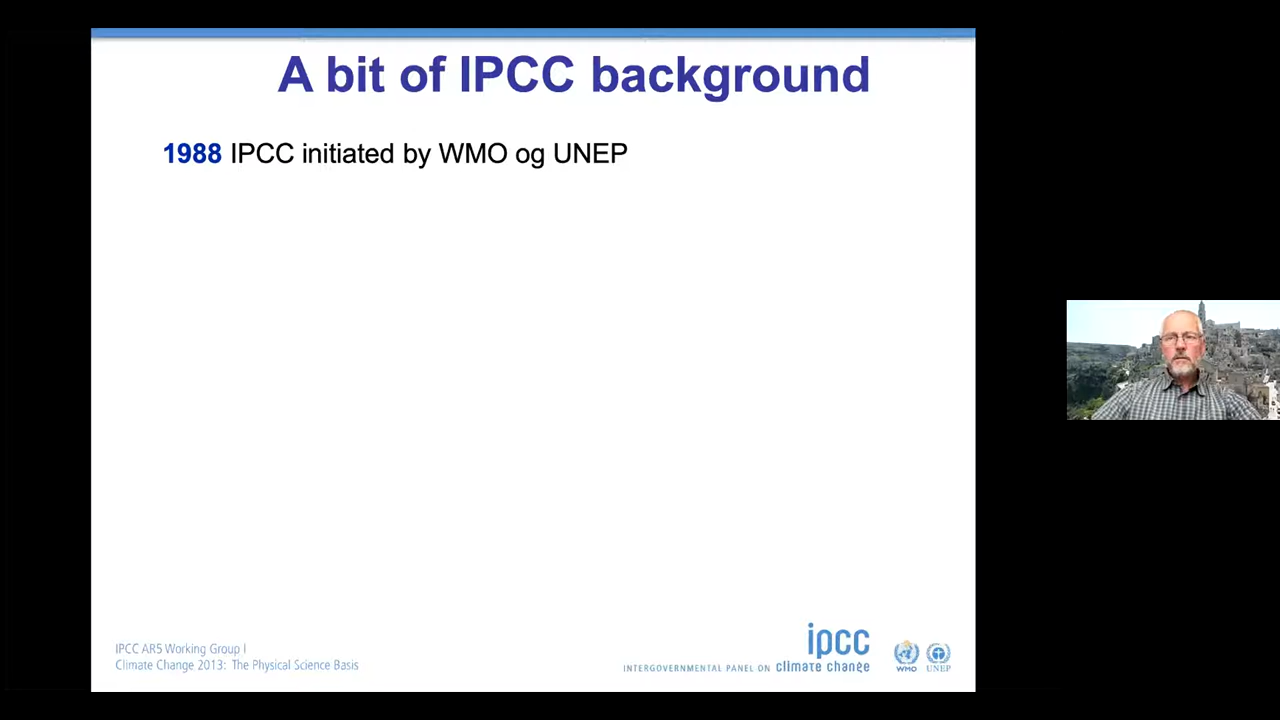 A bit of IPCC background
1988 IPCC initiated by WMO og UNEP
IPCC AR5 Working Group I
Climate Change 2013: The Physical Science Basis
ipcc
INTERGOVERNMENTAL PANEL ON climate change
WMO
UNEP